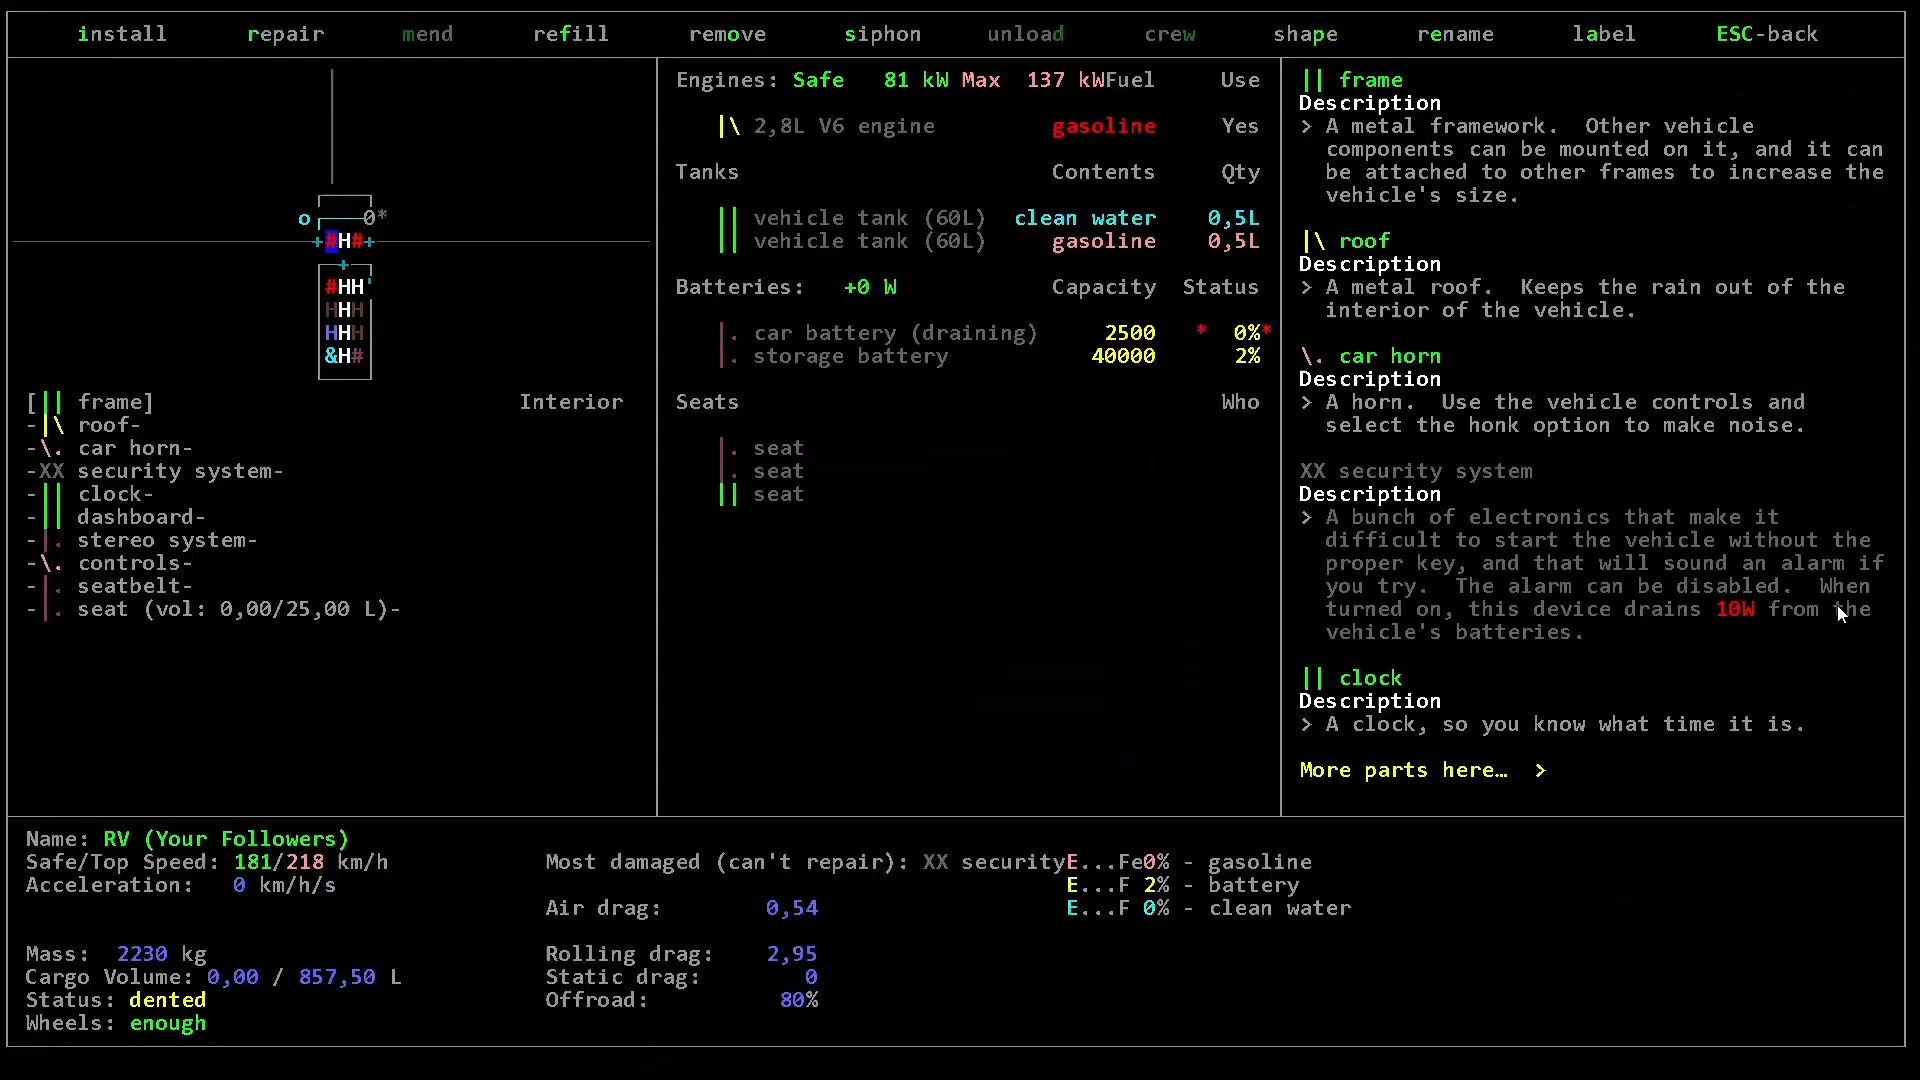 install repair mend refill remove siphon unload crew shape rename label ESC-back
o 0*
+#H#+
+
#HH'
HHH
HHH
&H#
[|| frame] Interior
-|\ roof-
-\. car horn-
-XX security system-
-|| clock-
-|| dashboard-
-|. stereo system-
-\. controls-
-|. seatbelt-
-|. seat (vol: 0,00/25,00 L)-
Engines: Safe 81 kW Max 137 kWFuel Use
|\ 2,8L V6 engine gasoline Yes
Tanks Contents Qty
|| vehicle tank (60L) clean water 0,5L
|| vehicle tank (60L) gasoline 0,5L
Batteries: +0 W Capacity Status
|. car battery (draining) 2500 * 0%*
|. storage battery 40000 2%
Seats Who
|. seat
|. seat
|| seat
|| frame
Description
> A metal framework. Other vehicle
components can be mounted on it, and it can
be attached to other frames to increase the
vehicle's size.
|\ roof
Description
> A metal roof. Keeps the rain out of the
interior of the vehicle.
\. car horn
Description
> A horn. Use the vehicle controls and
select the honk option to make noise.
XX security system
Description
> A bunch of electronics that make it
difficult to start the vehicle without the
proper key, and that will sound an alarm if
you try. The alarm can be disabled. When
turned on, this device drains 10W from the
vehicle's batteries.
|| clock
Description
> A clock, so you know what time it is.
More parts here… >
Name: RV (Your Followers)
Safe/Top Speed: 181/218 km/h
Acceleration: 0 km/h/s
Mass: 2230 kg
Cargo Volume: 0,00 / 857,50 L
Status: dented
Wheels: enough
Most damaged (can't repair): XX securityE...Fe0% - gasoline
E...F 2% - battery
Air drag: 0,54 E...F 0% - clean water
Rolling drag: 2,95
Static drag: 0
Offroad: 80%